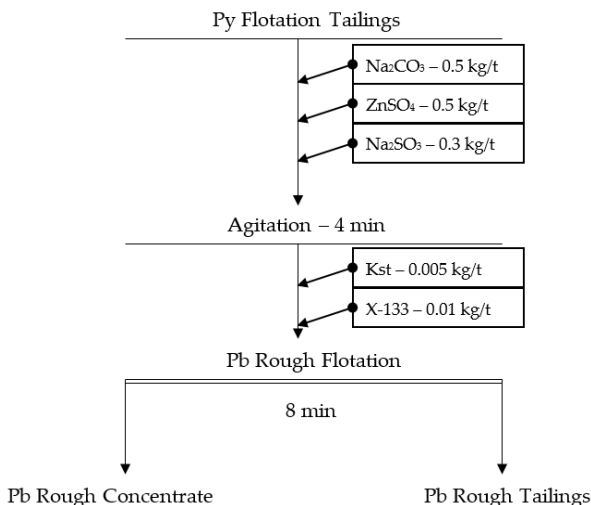 Py Flotation Tailings
Na₂CO₃ – 0.5 kg/t
ZnSO₄ – 0.5 kg/t
Na₂SO₃ – 0.3 kg/t
Agitation – 4 min
Kst – 0.005 kg/t
X-133 – 0.01 kg/t
Pb Rough Flotation
8 min
Pb Rough Concentrate
Pb Rough Tailings